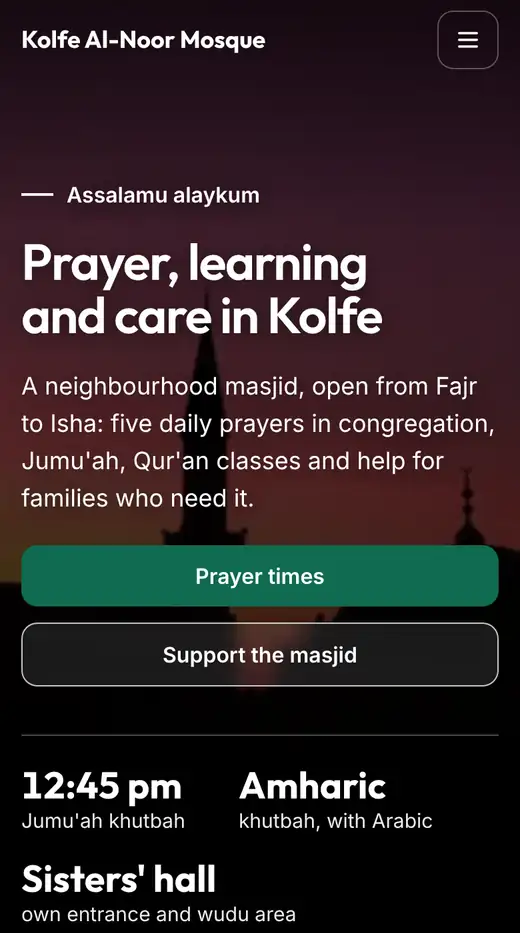 Kolfe Al-Noor Mosque
Assalamu alaykum
Prayer, learning
and care in Kolfe
A neighbourhood masjid, open from Fajr
to Isha: five daily prayers in congregation,
Jumu'ah, Qur'an classes and help for
families who need it.
Prayer times
Support the masjid
12:45 pm
Jumu'ah khutbah
Amharic
khutbah, with Arabic
Sisters' hall
own entrance and wudu area